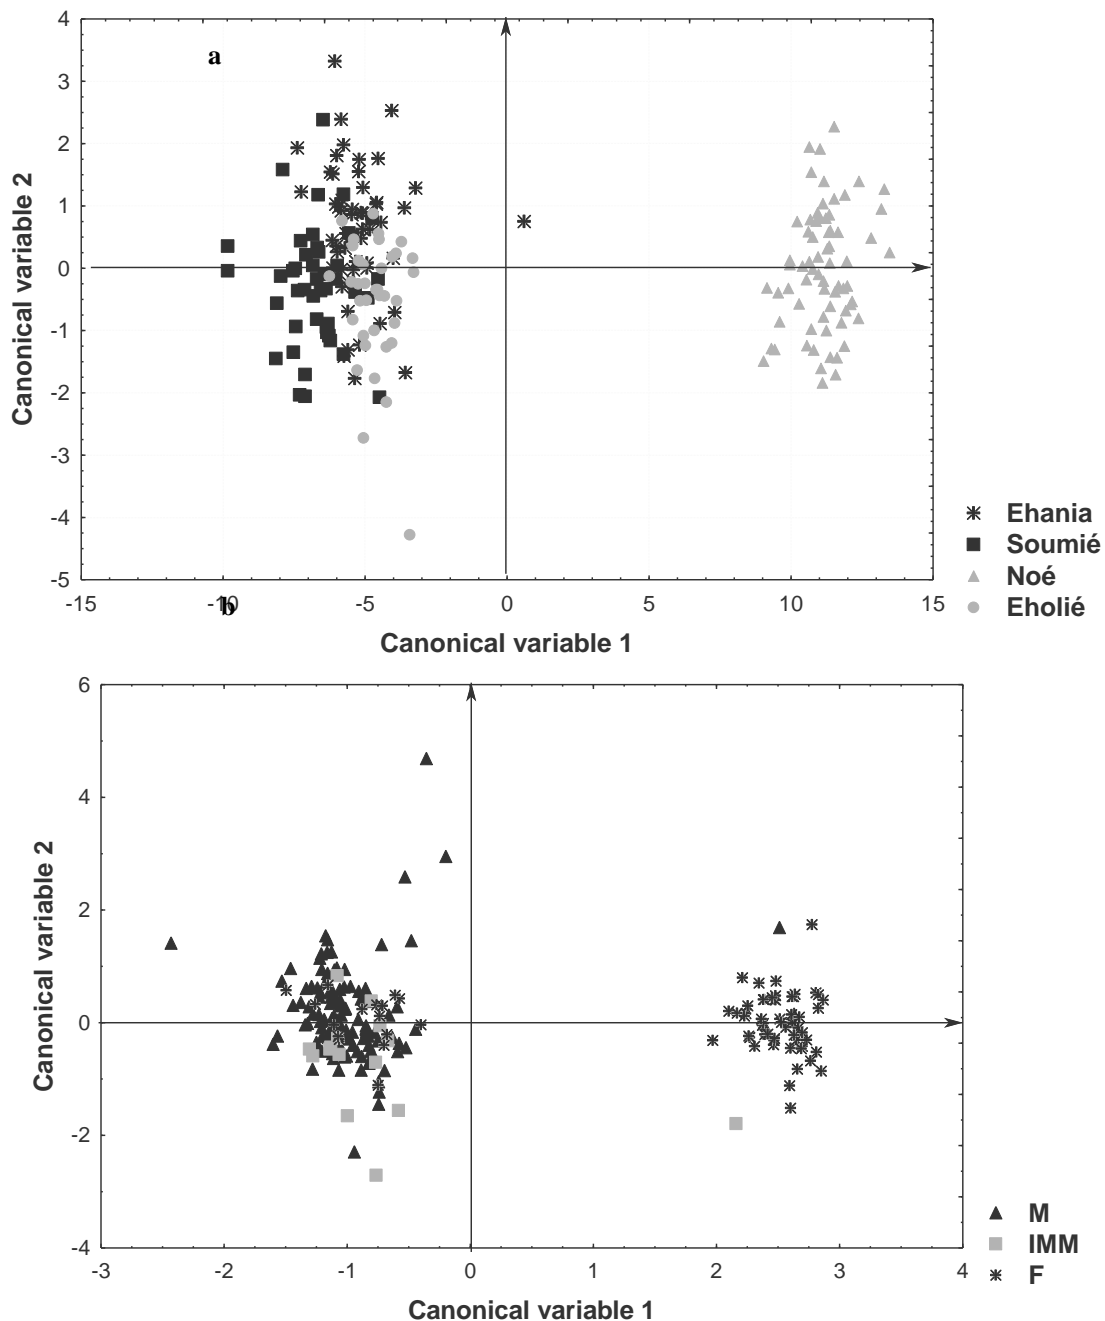 4
a
3
2
1
0
-1
-2
-3
-4
-5
Canonical variable 2
-15 -10 -5 0 5 10 15
b
Canonical variable 1
Ehania
Soumié
Noé
Eholié
6
4
2
0
-2
-4
Canonical variable 2
-3 -2 -1 0 1 2 3 4
Canonical variable 1
M
IMM
F